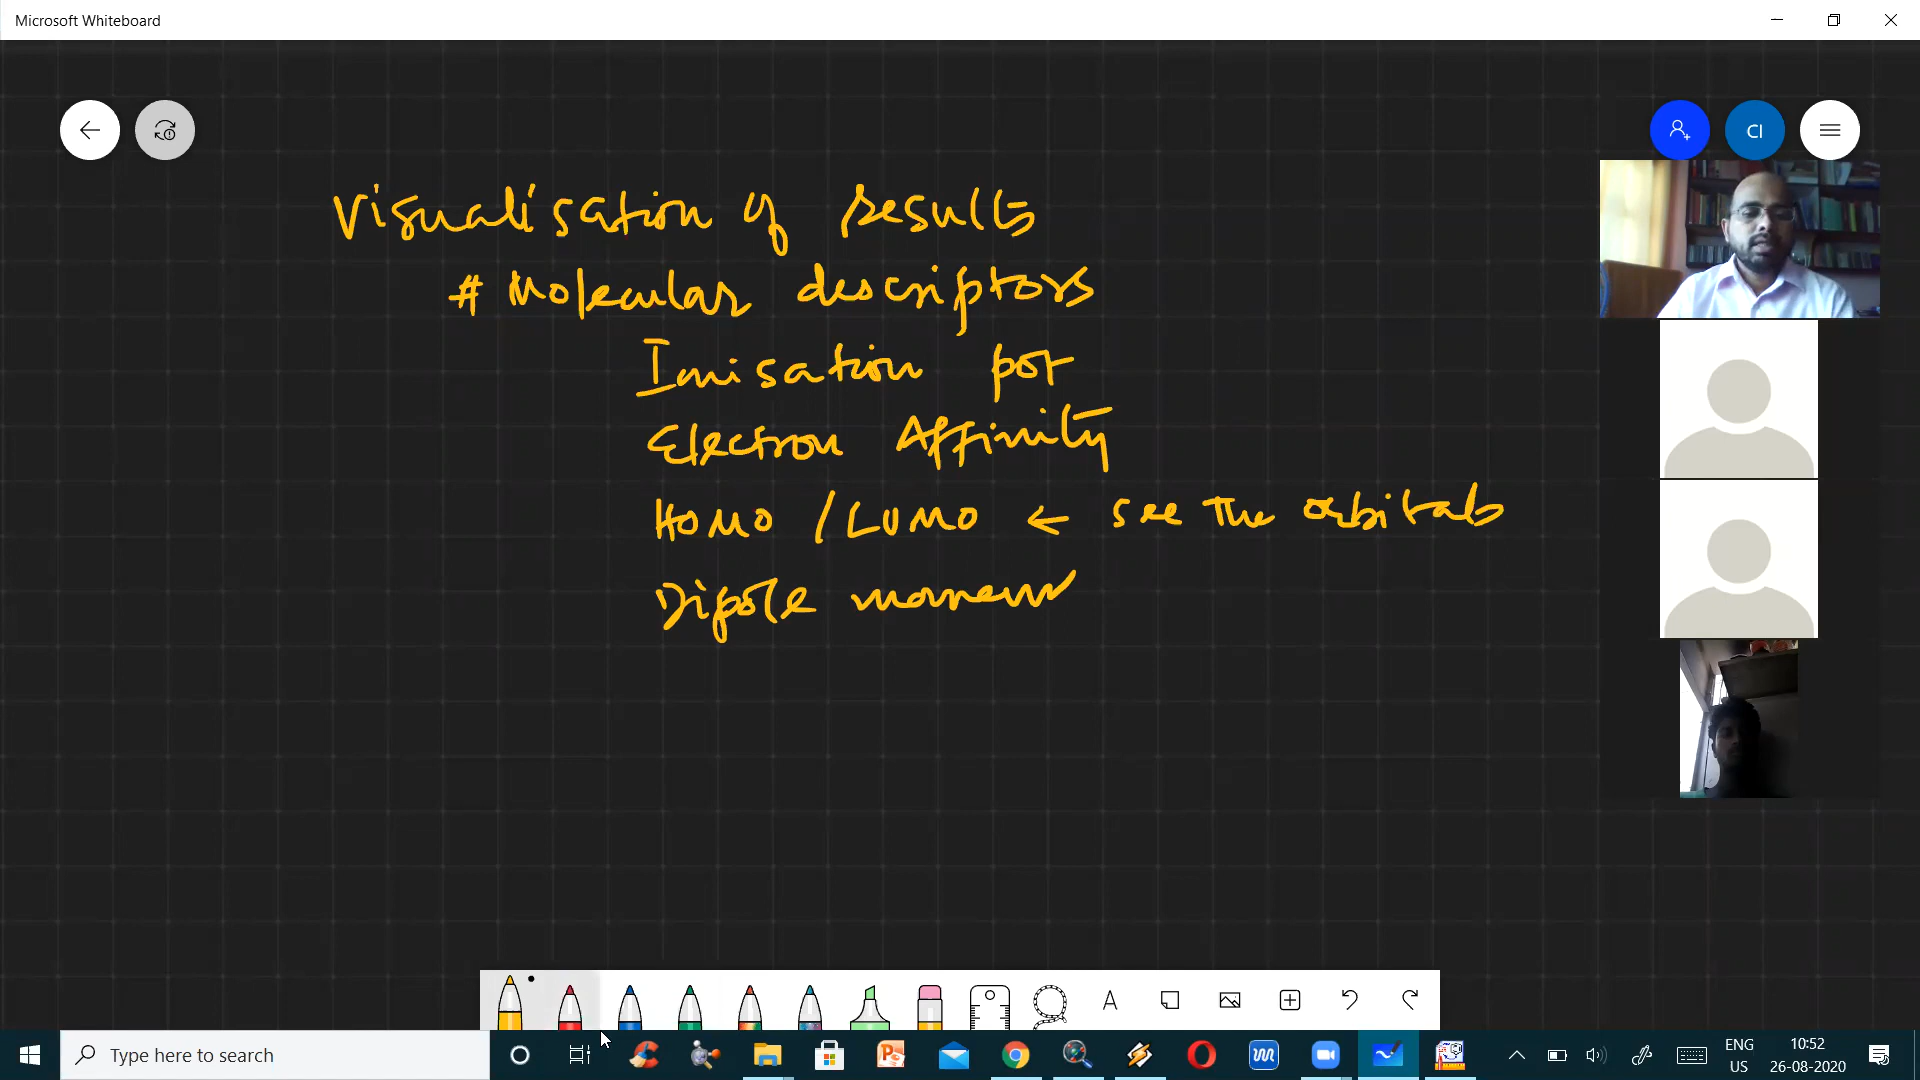 Microsoft Whiteboard
CI
Visualisation of results
# Molecular descriptors
Ionisation pot
Electron Affinity
HOMO / LUMO ← see the orbitals
Dipole moment
A
Type here to search
ENG
US
10:52
26-08-2020